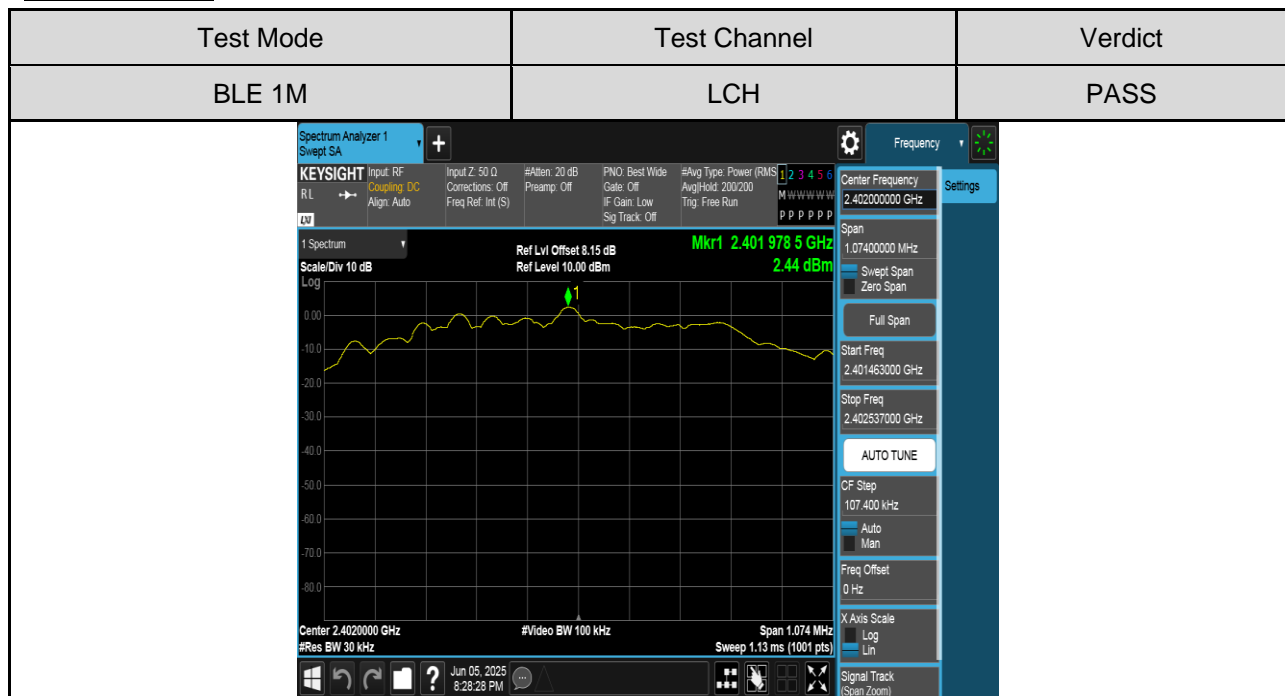 Test Mode Test Channel Verdict
BLE 1M LCH PASS
Spectrum Analyzer 1
Swept SA
+
Frequency
KEYSIGHT Input: RF Input Z: 50 Ω #Atten: 20 dB PNO: Best Wide #Avg Type: Power (RMS 1 2 3 4 5 6
RL Coupling: DC Corrections: Off Preamp: Off Gate: Off Avg|Hold: 200/200 M W W W W W
Align: Auto Freq Ref: Int (S) IF Gain: Low Trig: Free Run
LXI Sig Track: Off P P P P P P
1 Spectrum
Scale/Div 10 dB
Ref Lvl Offset 8.15 dB
Ref Level 10.00 dBm
Mkr1 2.401 978 5 GHz
2.44 dBm
Log
1
0.00
-10.0
-20.0
-30.0
-40.0
-50.0
-60.0
-70.0
-80.0
Center 2.4020000 GHz #Video BW 100 kHz Span 1.074 MHz
#Res BW 30 kHz Sweep 1.13 ms (1001 pts)
?
Jun 05, 2025
8:28:28 PM
Center Frequency
2.402000000 GHz
Settings
Span
1.07400000 MHz
Swept Span
Zero Span
Full Span
Start Freq
2.401463000 GHz
Stop Freq
2.402537000 GHz
AUTO TUNE
CF Step
107.400 kHz
Auto
Man
Freq Offset
0 Hz
X Axis Scale
Log
Lin
Signal Track
(Span Zoom)